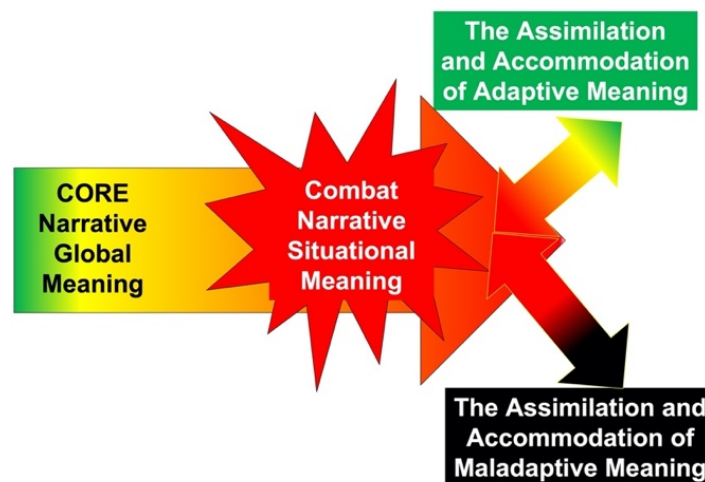 The Assimilation
and Accommodation
of Adaptive Meaning
CORE
Narrative
Global
Meaning
Combat
Narrative
Situational
Meaning
The Assimilation and
Accommodation of
Maladaptive Meaning